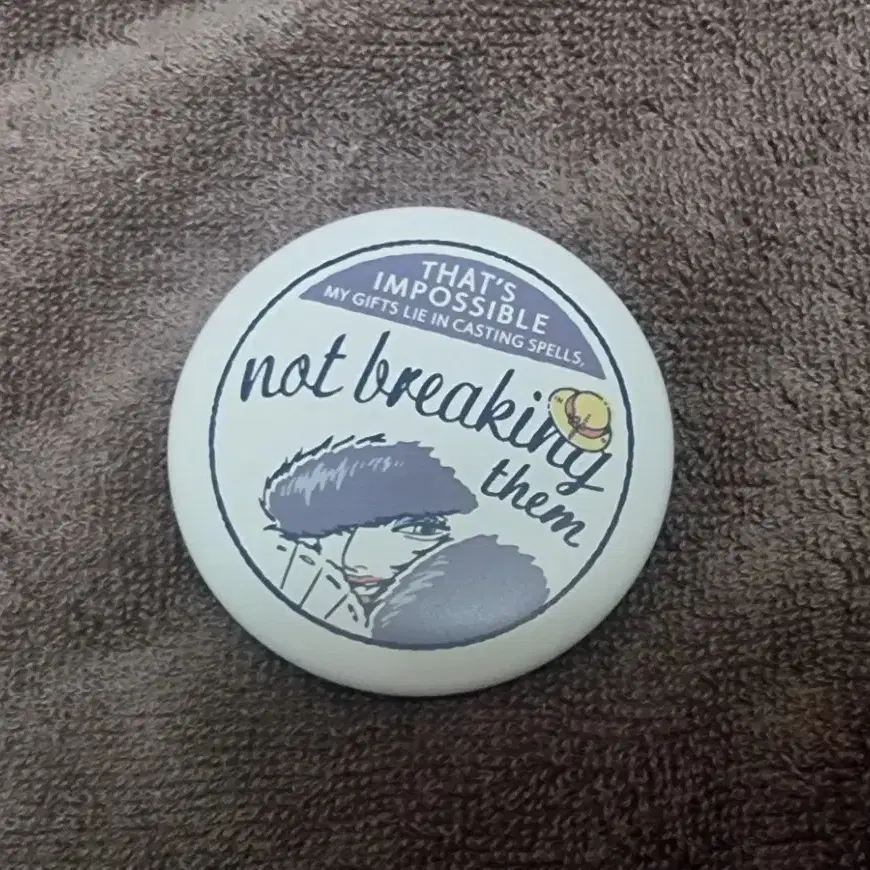 THAT'S
IMPOSSIBLE
MY GIFTS LIE IN CASTING SPELLS,
not breaking
them